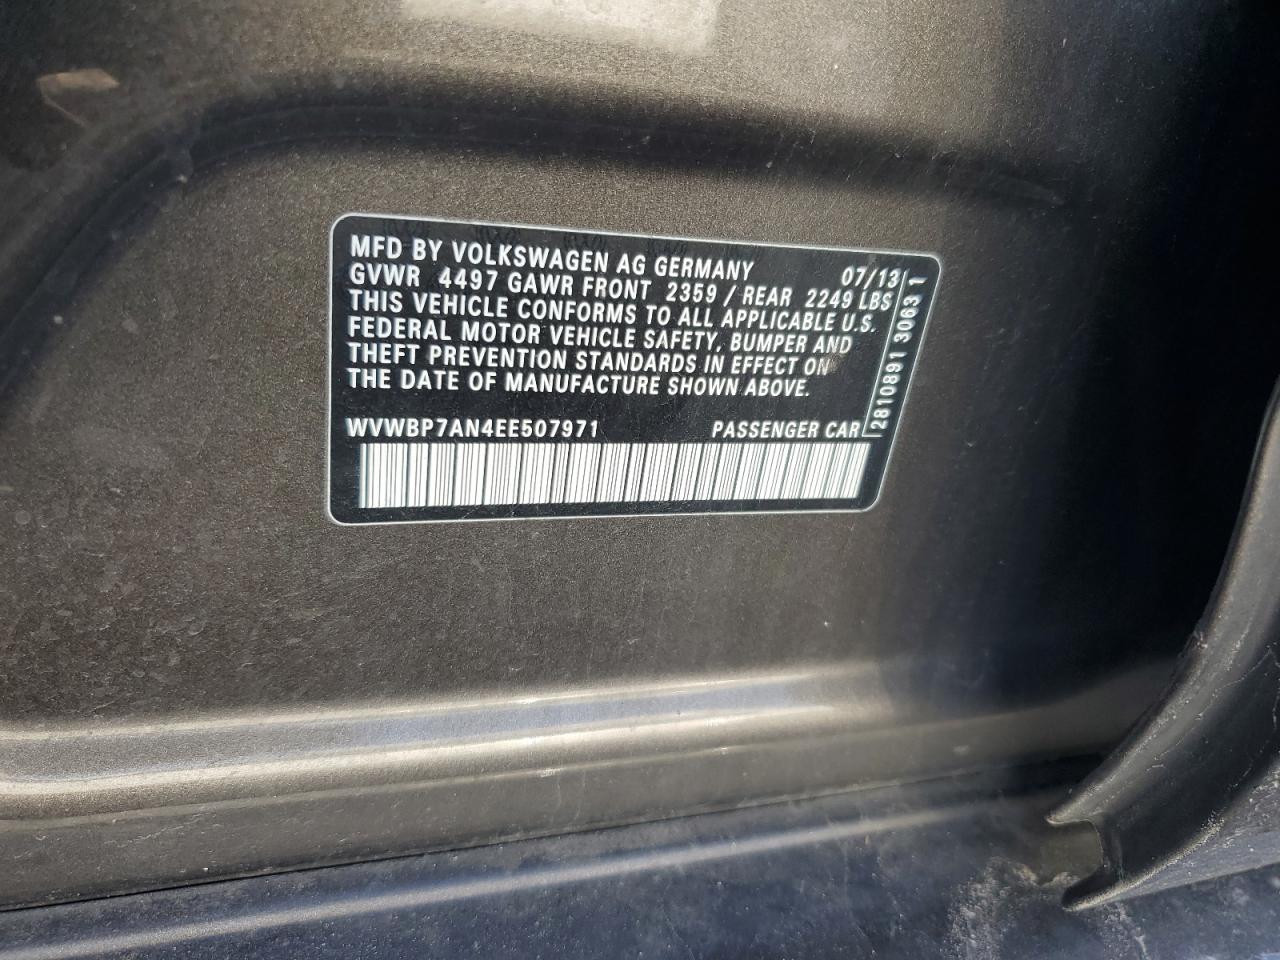 MFD BY VOLKSWAGEN AG GERMANY 07/13
GVWR 4497 GAWR FRONT 2359 / REAR 2249 LBS
THIS VEHICLE CONFORMS TO ALL APPLICABLE U.S.
FEDERAL MOTOR VEHICLE SAFETY, BUMPER AND
THEFT PREVENTION STANDARDS IN EFFECT ON
THE DATE OF MANUFACTURE SHOWN ABOVE.
WVWBP7AN4EE507971 PASSENGER CAR
2810891 3063 1